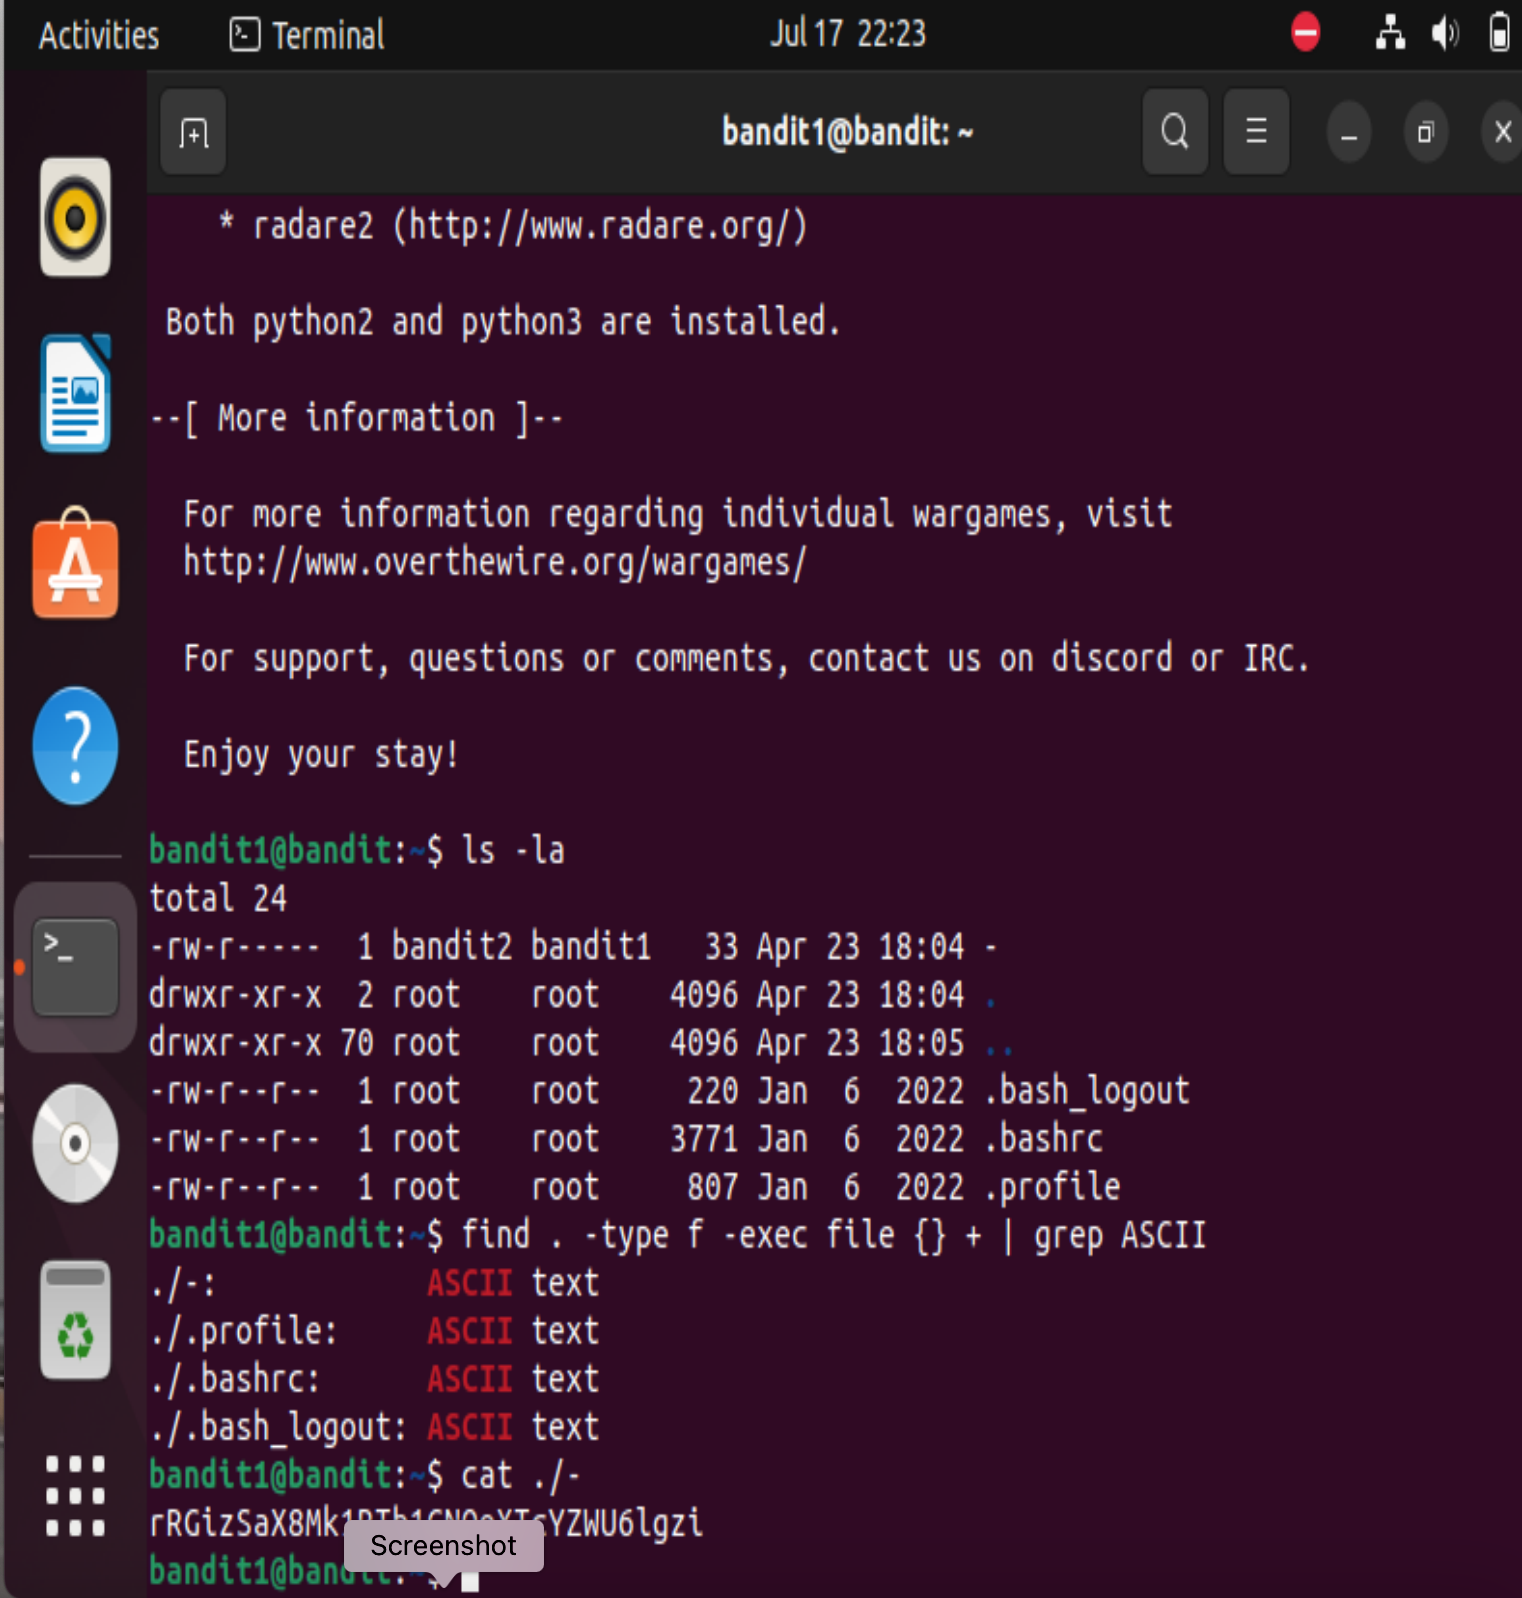 Activities Terminal Jul 17 22:23
bandit1@bandit: ~
* radare2 (http://www.radare.org/)
Both python2 and python3 are installed.
--[ More information ]--
For more information regarding individual wargames, visit
http://www.overthewire.org/wargames/
For support, questions or comments, contact us on discord or IRC.
Enjoy your stay!
bandit1@bandit:~$ ls -la
total 24
-rw-r----- 1 bandit2 bandit1 33 Apr 23 18:04 -
drwxr-xr-x 2 root root 4096 Apr 23 18:04 .
drwxr-xr-x 70 root root 4096 Apr 23 18:05 ..
-rw-r--r-- 1 root root 220 Jan 6 2022 .bash_logout
-rw-r--r-- 1 root root 3771 Jan 6 2022 .bashrc
-rw-r--r-- 1 root root 807 Jan 6 2022 .profile
bandit1@bandit:~$ find . -type f -exec file {} + | grep ASCII
./-: ASCII text
./.profile: ASCII text
./.bashrc: ASCII text
./.bash_logout: ASCII text
bandit1@bandit:~$ cat ./-
Screenshot